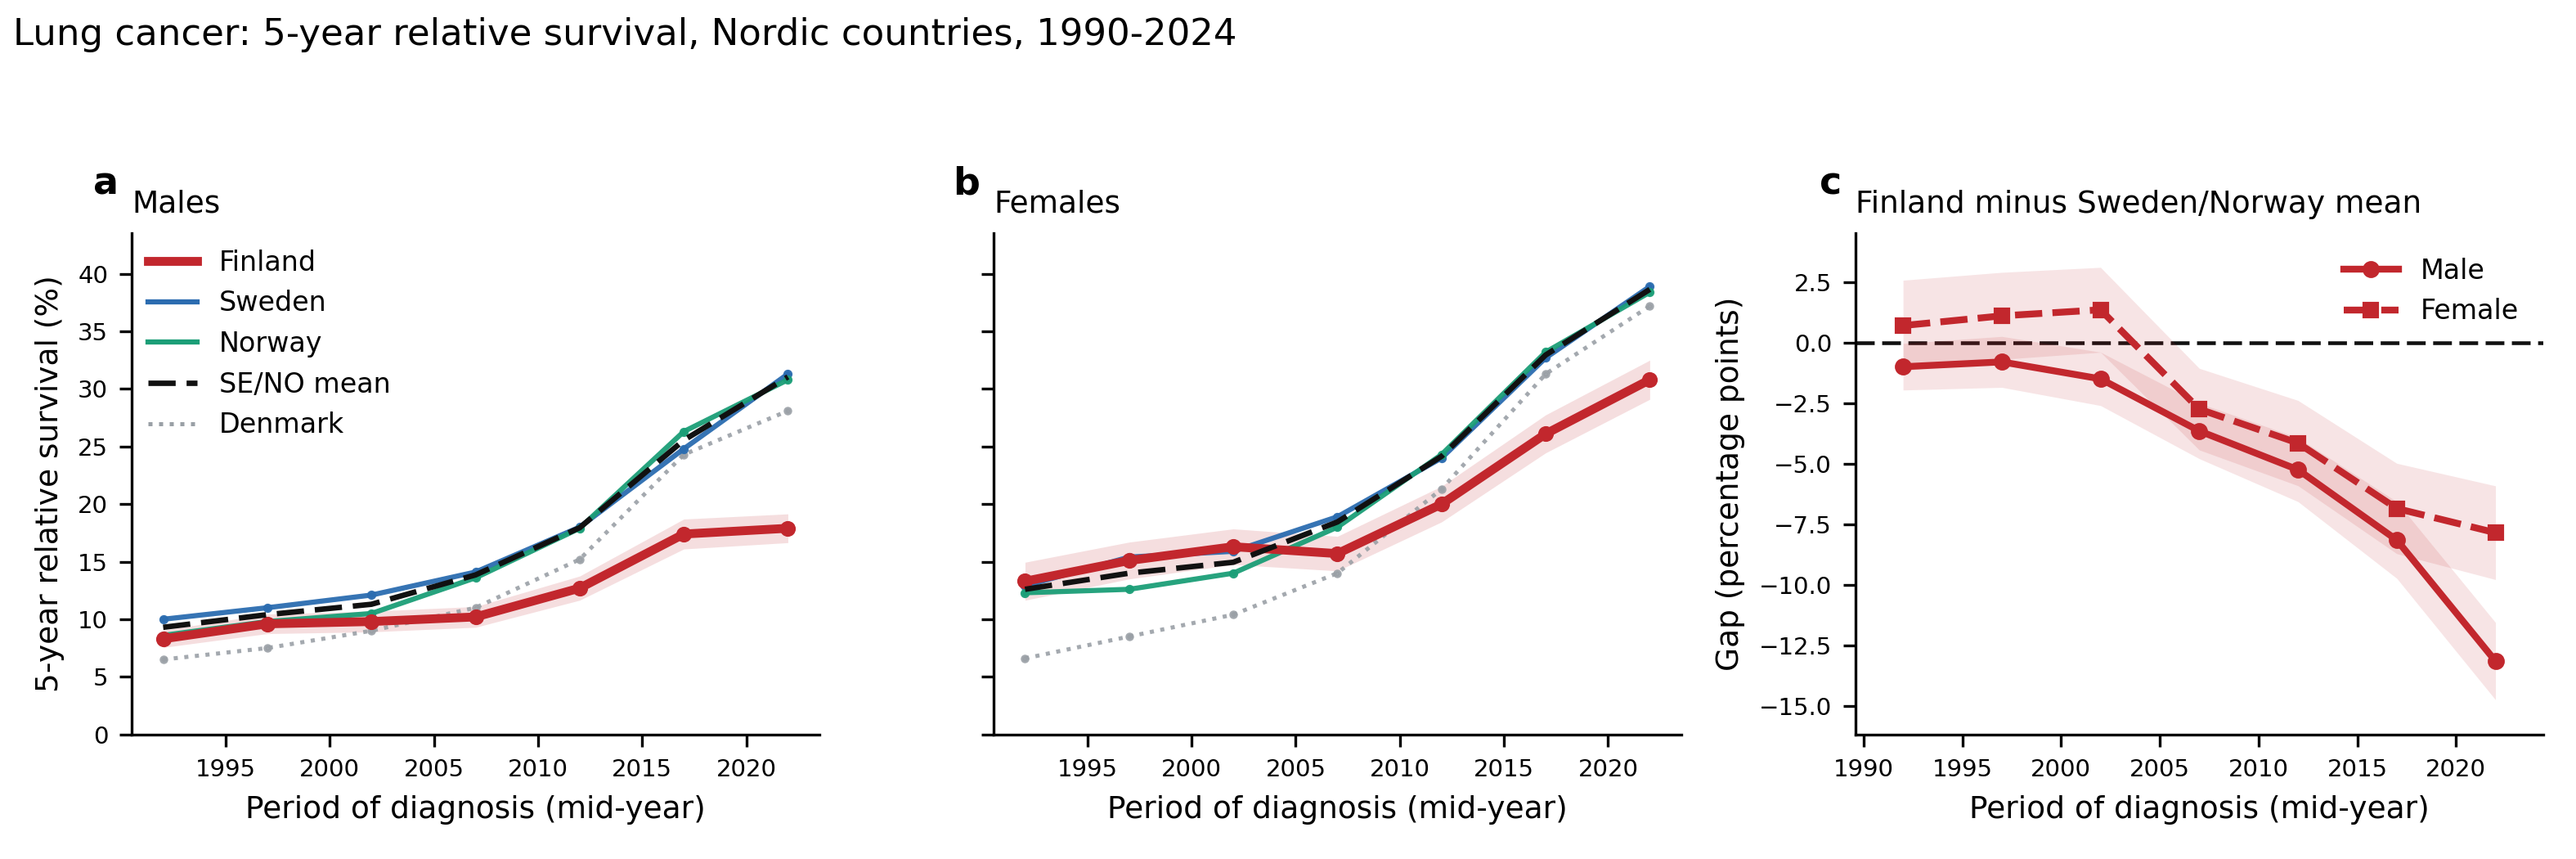 Lung cancer: 5-year relative survival, Nordic countries, 1990-2024
a
Males
Finland
Sweden
Norway
SE/NO mean
Denmark
5-year relative survival (%)
40
35
30
25
20
15
10
5
0
1995 2000 2005 2010 2015 2020
Period of diagnosis (mid-year)
b
Females
1995 2000 2005 2010 2015 2020
Period of diagnosis (mid-year)
c
Finland minus Sweden/Norway mean
Male
Female
Gap (percentage points)
2.5
0.0
−2.5
−5.0
−7.5
−10.0
−12.5
−15.0
1990 1995 2000 2005 2010 2015 2020
Period of diagnosis (mid-year)